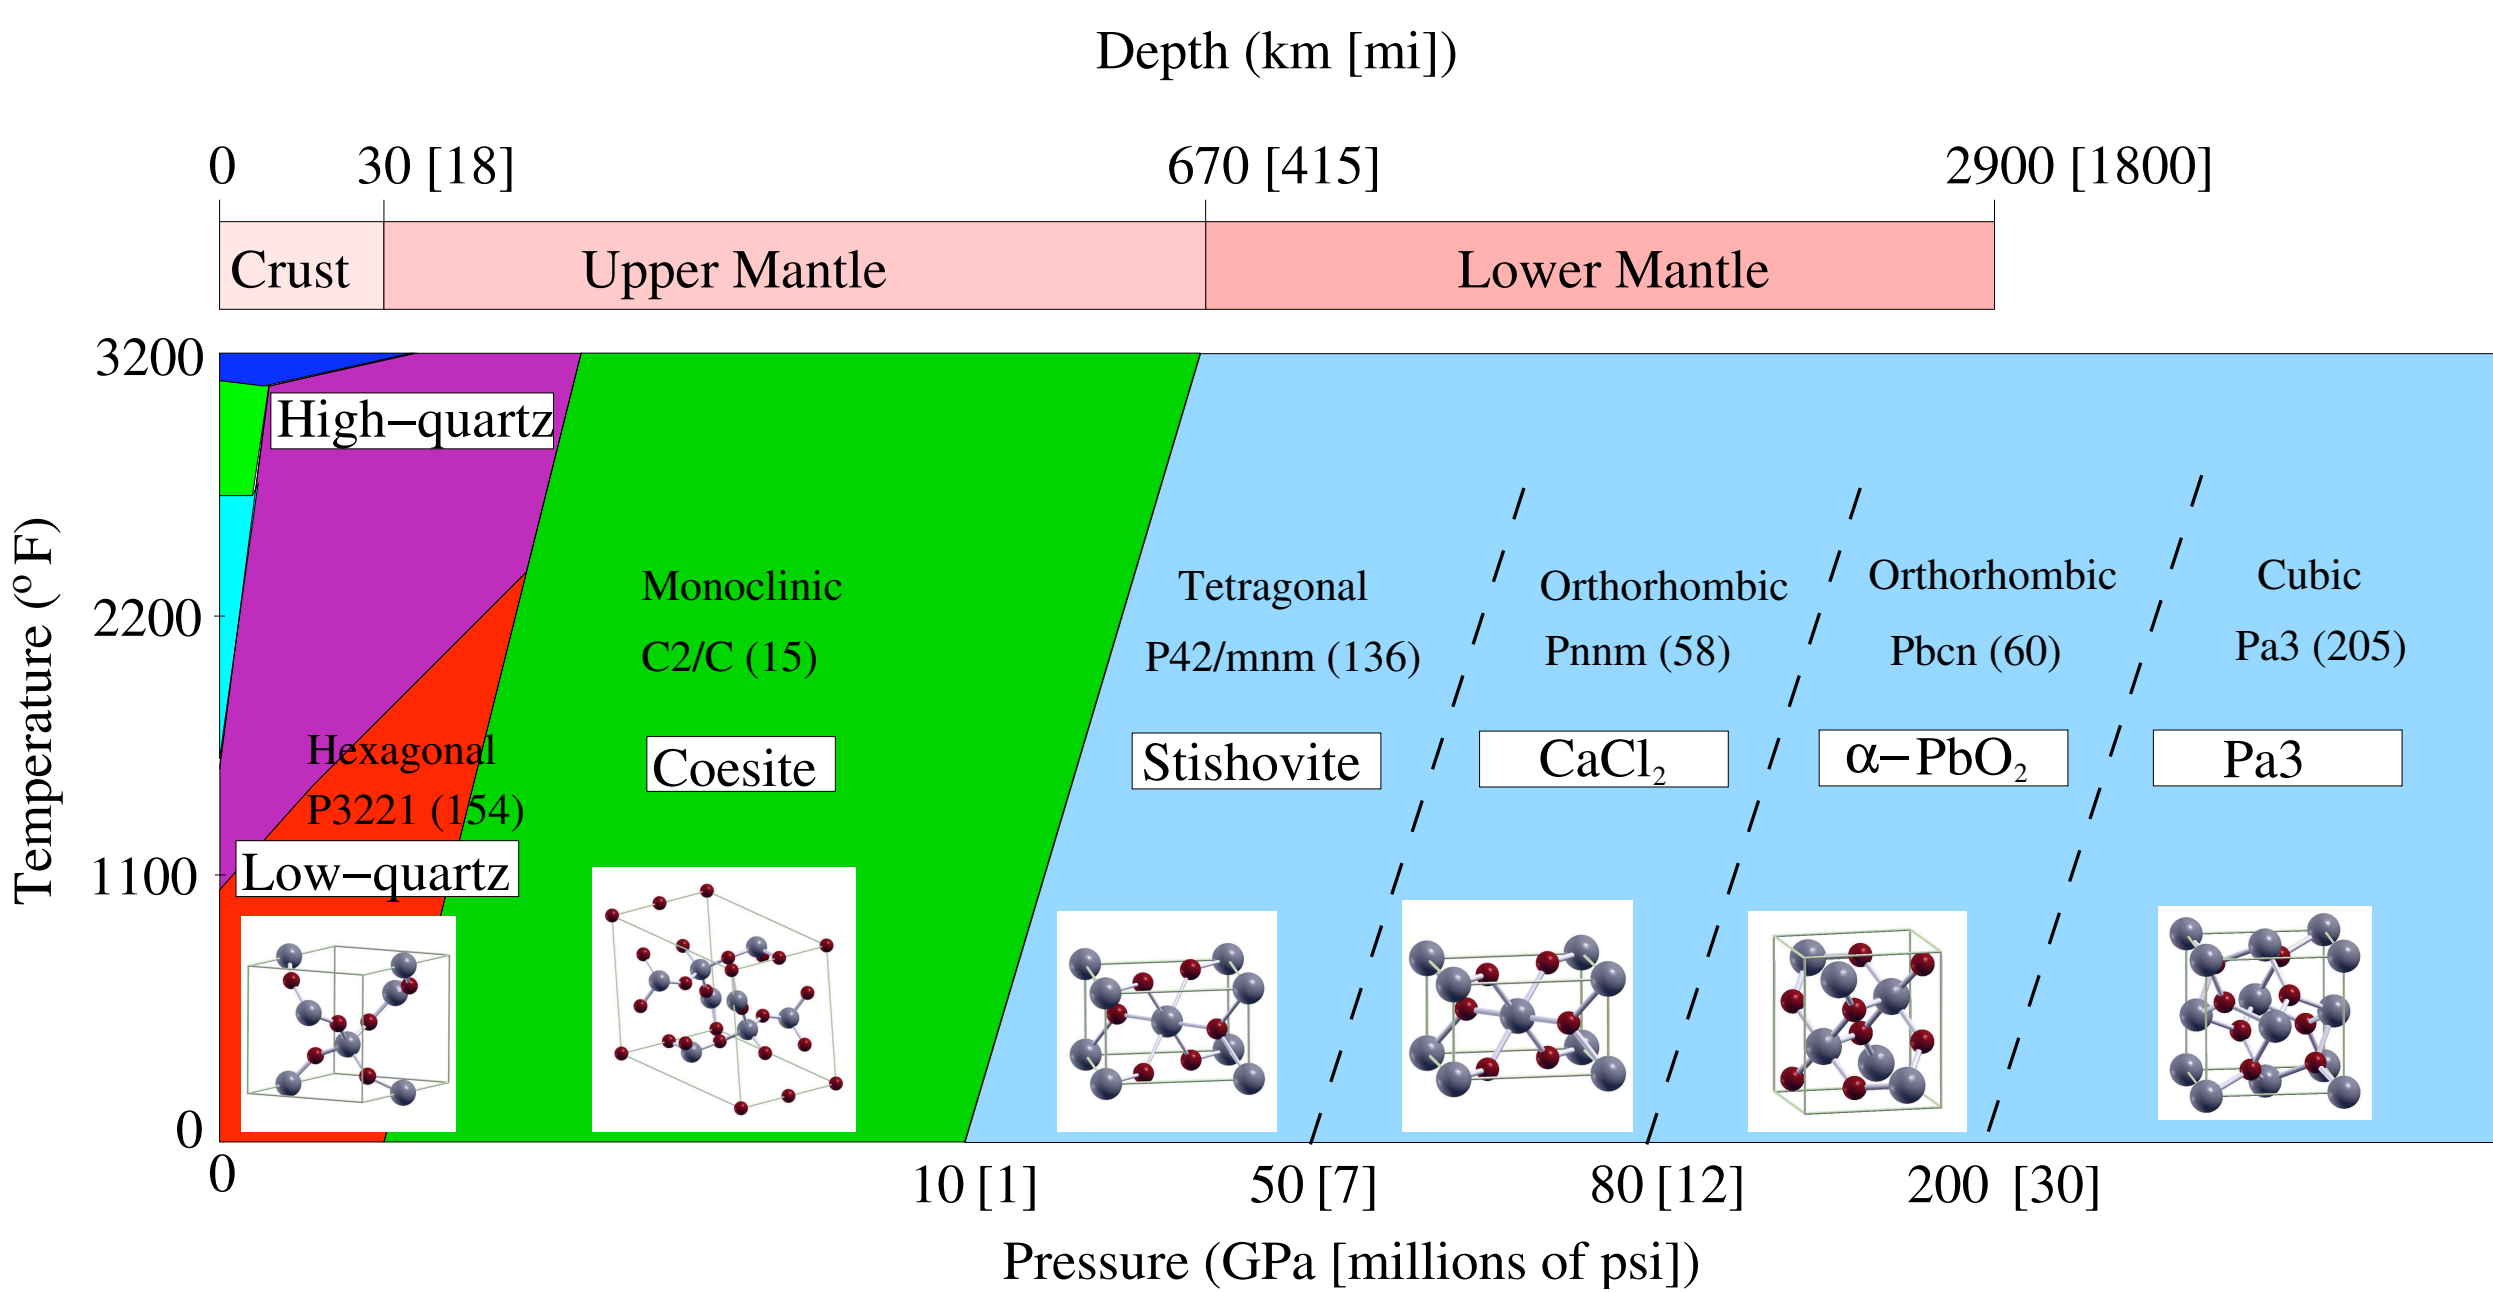 Depth (km [mi])
0 30 [18] 670 [415] 2900 [1800]
Crust Upper Mantle Lower Mantle
Temperature (º F)
3200
2200
1100
0
High–quartz
Hexagonal
P3221 (154)
Low–quartz
Monoclinic
C2/C (15)
Coesite
Tetragonal
P42/mnm (136)
Stishovite
Orthorhombic
Pnnm (58)
CaCl₂
Orthorhombic
Pbcn (60)
α–PbO₂
Cubic
Pa3 (205)
Pa3
0 10 [1] 50 [7] 80 [12] 200 [30]
Pressure (GPa [millions of psi])